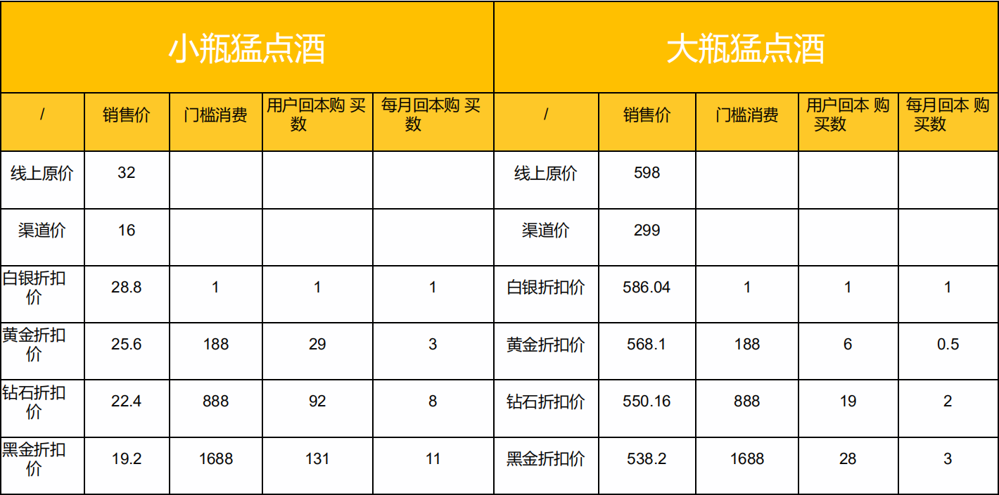 小瓶猛点酒 大瓶猛点酒
/ 销售价 门槛消费 用户回本购 买 每月回本购 买 / 销售价 门槛消费 用户回本 购 每月回本 购
数 数 买数 买数
线上原价 32 线上原价 598
渠道价 16 渠道价 299
白银折扣
价 28.8 1 1 1 白银折扣价 586.04 1 1 1
黄金折扣
价 25.6 188 29 3 黄金折扣价 568.1 188 6 0.5
钻石折扣
价 22.4 888 92 8 钻石折扣价 550.16 888 19 2
黑金折扣
价 19.2 1688 131 11 黑金折扣价 538.2 1688 28 3